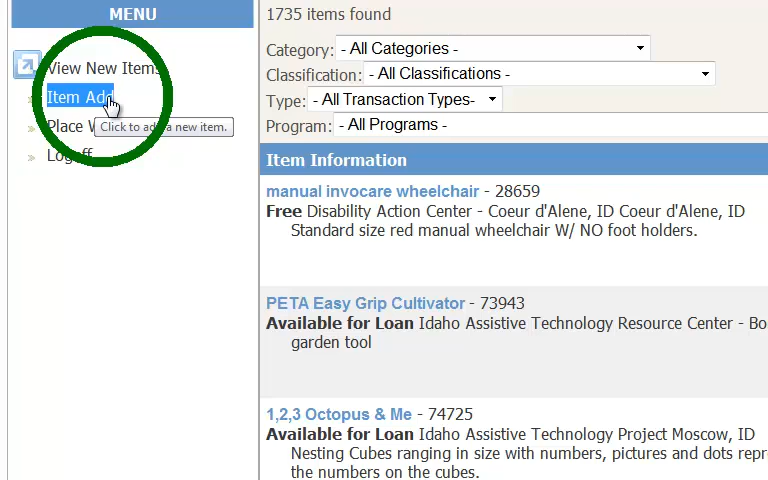 MENU
View New Items
Item Add
Place W
Click to add a new item.
Logoff
1735 items found
Category: - All Categories -
Classification: - All Classifications -
Type: - All Transaction Types-
Program: - All Programs -
Item Information
manual invocare wheelchair - 28659
Free Disability Action Center - Coeur d'Alene, ID Coeur d'Alene, ID
Standard size red manual wheelchair W/ NO foot holders.
PETA Easy Grip Cultivator - 73943
Available for Loan Idaho Assistive Technology Resource Center - Bo
garden tool
1,2,3 Octopus & Me - 74725
Available for Loan Idaho Assistive Technology Project Moscow, ID
Nesting Cubes ranging in size with numbers, pictures and dots repr
the numbers on the cubes.